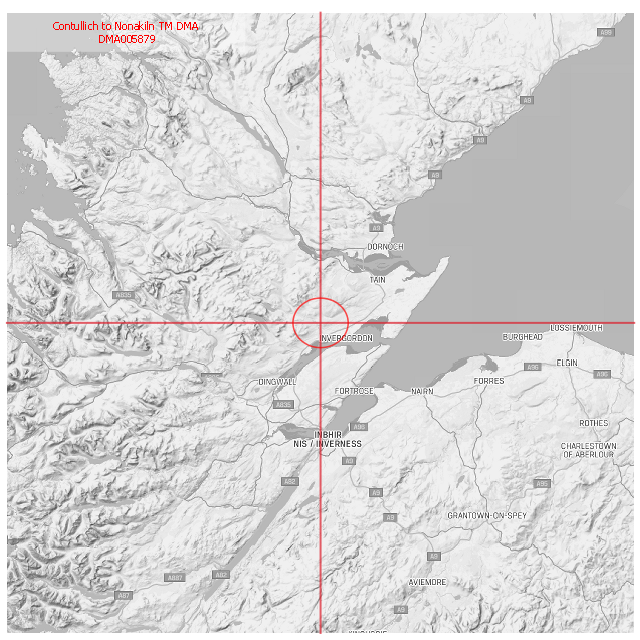 Contullich to Nonakiln TM DMA
DMA005879
A99
A9
A9
A9
A9
DORNOCH
TAIN
A835
NVERGORDON
LOSSIEMOUTH
BURGHEAD
ELGIN
A96
A96
DINGWALL
FORTROSE
NAIRN
FORRES
A835
A96
ROTHES
INBHIR
NIS / INVERNESS
CHARLESTOWN
OF ABERLOUR
A9
A82
A9
A95
A9
GRANTOWN-ON-SPEY
A9
A887
A82
AVIEMORE
A87
A9